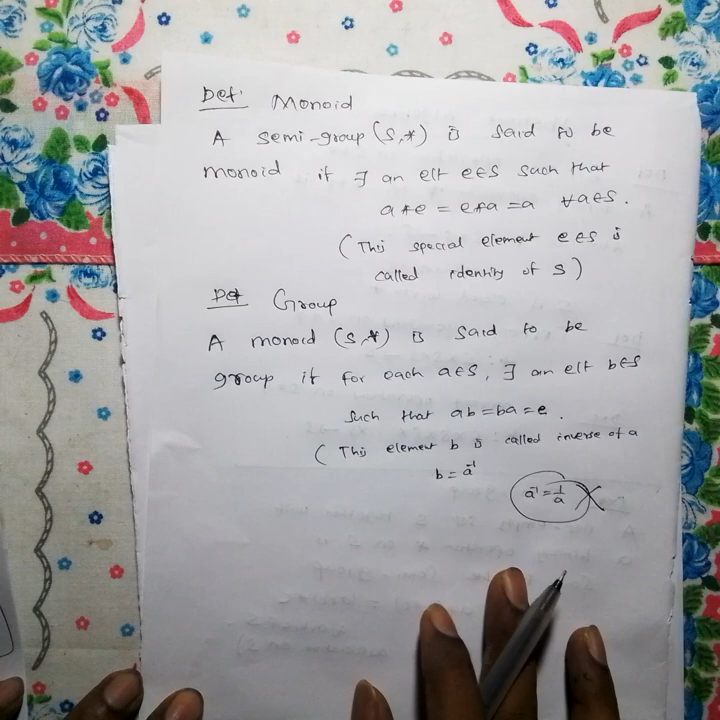 Def: Monoid
A semi-group (S,*) is said to be
monoid if ∃ an elt e∈S such that
a*e = e*a = a ∀a∈S.
(This special element e∈S is
called identity of S)
Def Group
A monoid (S,*) is said to be
group if for each a∈S, ∃ an elt b∈S
such that ab=ba=e.
(This element b is called inverse of a
b = a⁻¹
a⁻¹ = 1/a